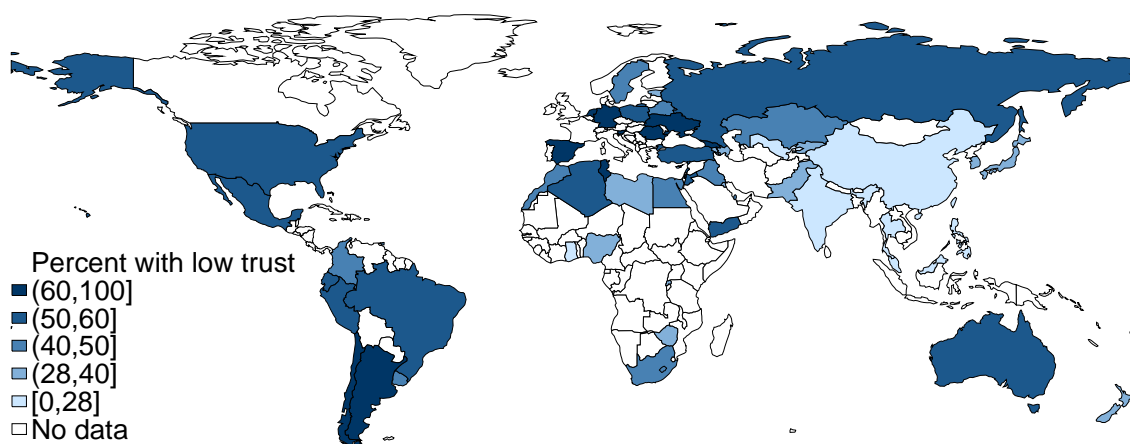 Percent with low trust
(60,100]
(50,60]
(40,50]
(28,40]
[0,28]
No data